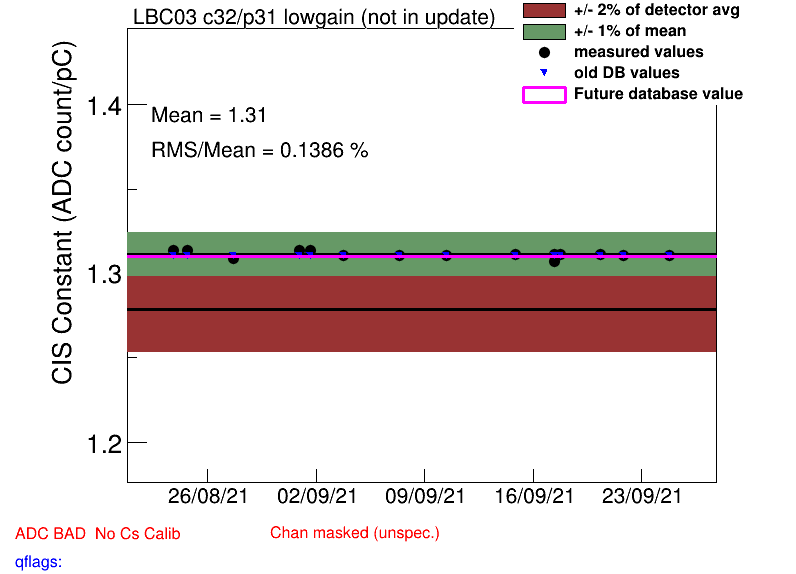 LBC03 c32/p31 lowgain (not in update)
+/- 2% of detector avg
+/- 1% of mean
measured values
old DB values
Future database value
Mean = 1.31
RMS/Mean = 0.1386 %
CIS Constant (ADC count/pC)
1.4
1.3
1.2
26/08/21 02/09/21 09/09/21 16/09/21 23/09/21
ADC BAD  No Cs Calib Chan masked (unspec.)
qflags: